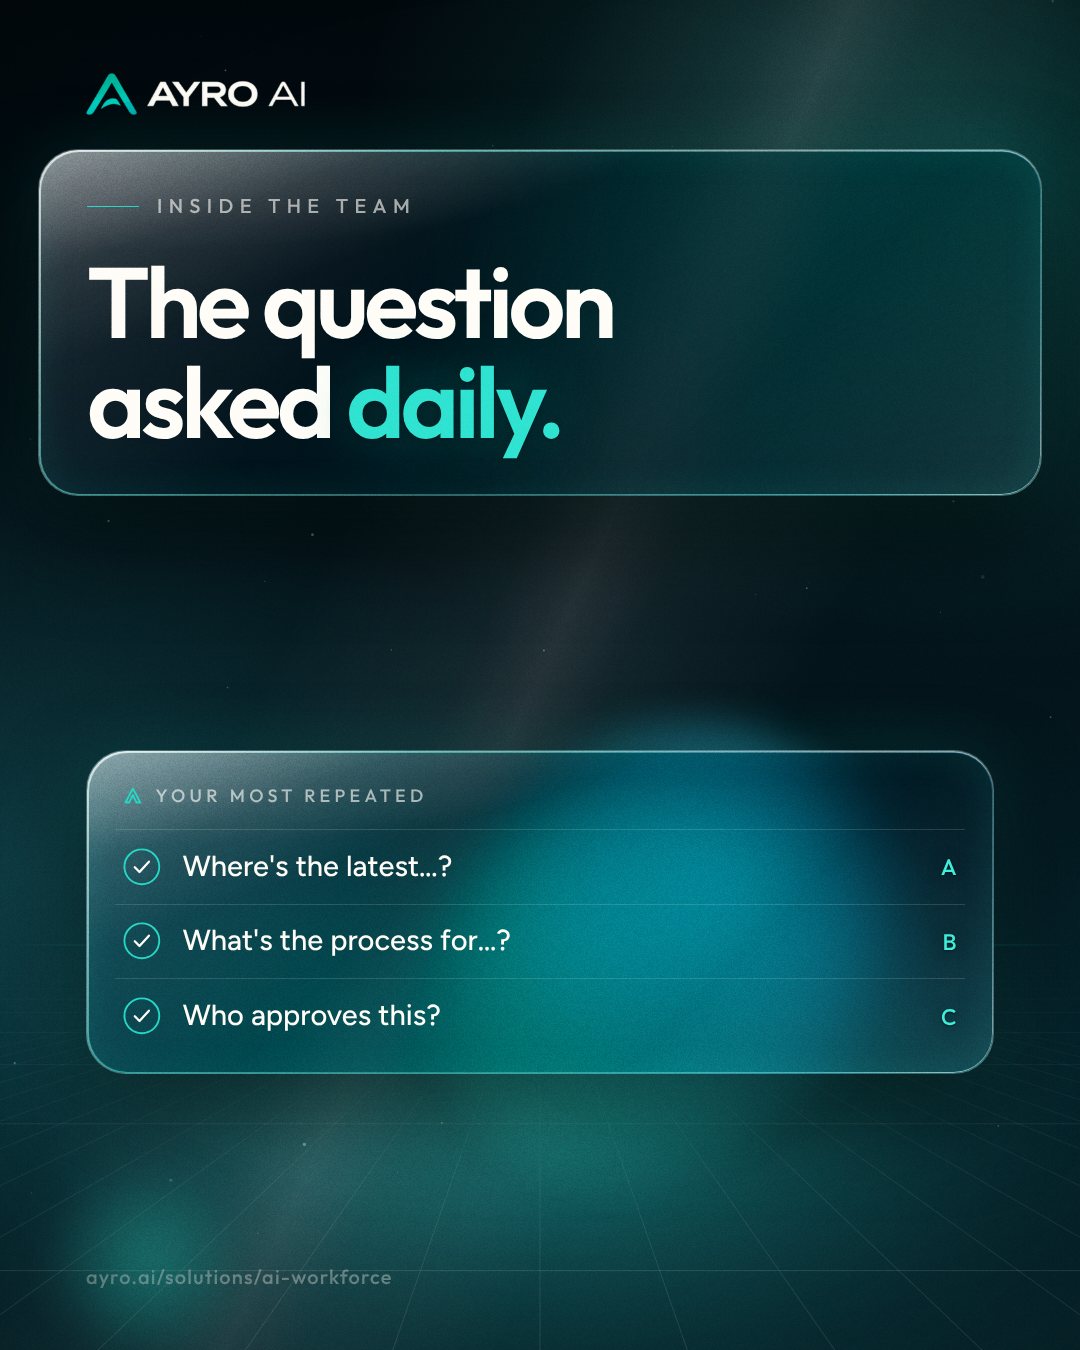 AYRO AI
INSIDE THE TEAM
The question
asked daily.
YOUR MOST REPEATED
Where's the latest...? A
What's the process for...? B
Who approves this? C
ayro.ai/solutions/ai-workforce